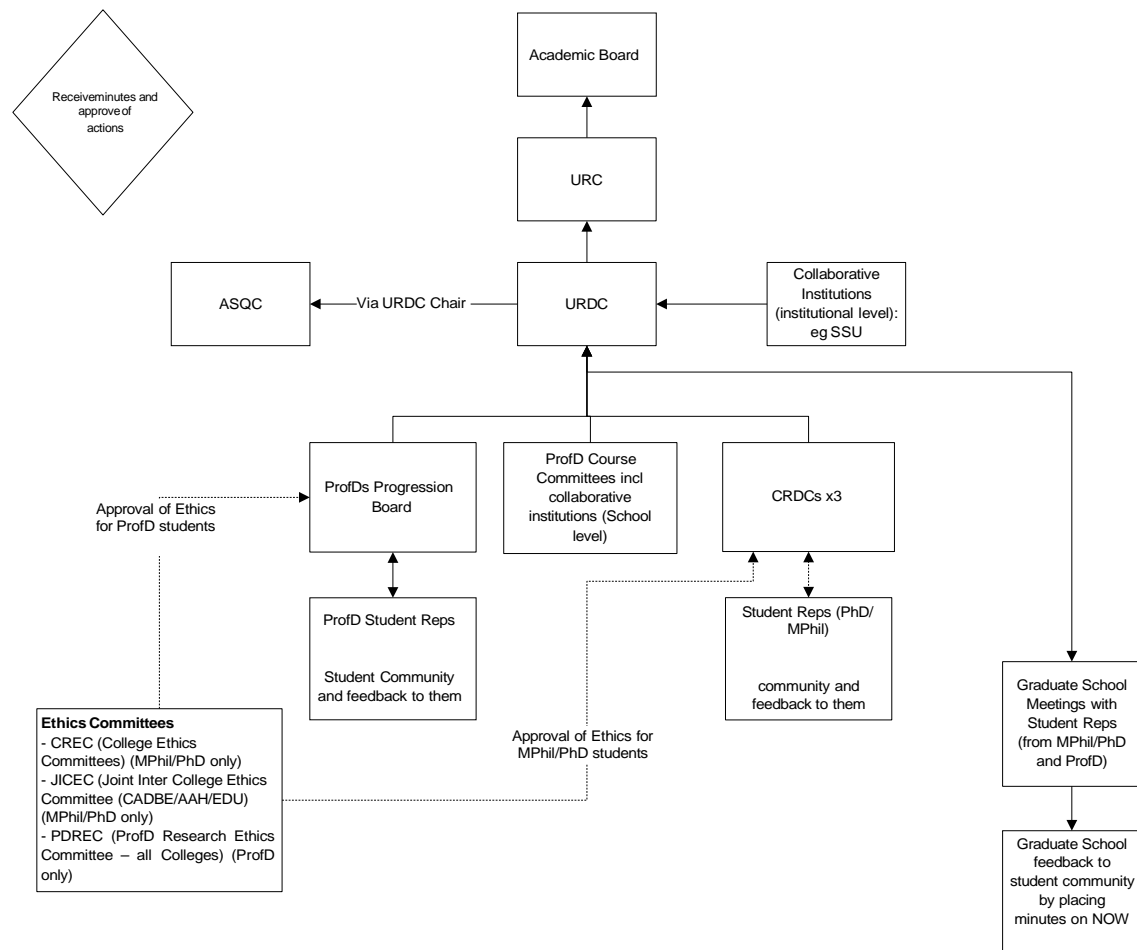 Academic Board
Receiveminutes and
approve of
actions
URC
ASQC
Via URDC Chair
URDC
Collaborative
Institutions
(institutional level):
eg SSU
ProfDs Progression
Board
ProfD Course
Committees incl
collaborative
institutions (School
level)
CRDCs x3
Approval of Ethics
for ProfD students
ProfD Student Reps
Student Community
and feedback to them
Student Reps (PhD/
MPhil)
community and
feedback to them
Graduate School
Meetings with
Student Reps
(from MPhil/PhD
and ProfD)
Ethics Committees
- CREC (College Ethics
Committees) (MPhil/PhD only)
- JICEC (Joint Inter College Ethics
Committee (CADBE/AAH/EDU)
(MPhil/PhD only)
- PDREC (ProfD Research Ethics
Committee – all Colleges) (ProfD
only)
Approval of Ethics for
MPhil/PhD students
Graduate School
feedback to
student community
by placing
minutes on NOW